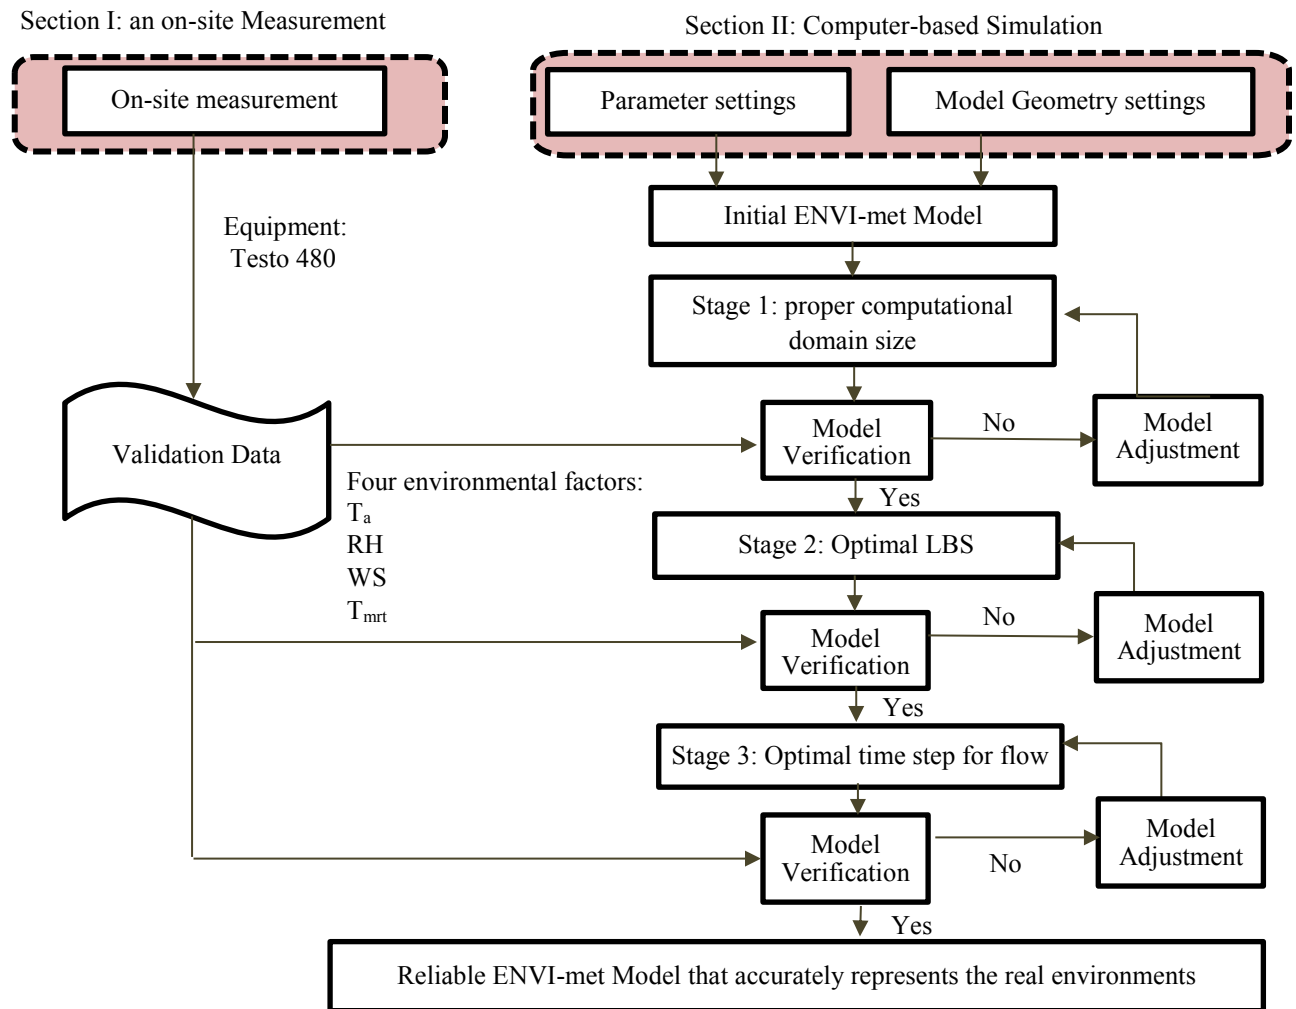 Section I: an on-site Measurement
Section II: Computer-based Simulation
On-site measurement
Parameter settings
Model Geometry settings
Equipment:
Testo 480
Initial ENVI-met Model
Stage 1: proper computational
domain size
Validation Data
Model
Verification
No
Model
Adjustment
Four environmental factors:
Ta
RH
WS
Tmrt
Yes
Stage 2: Optimal LBS
Model
Verification
No
Model
Adjustment
Yes
Stage 3: Optimal time step for flow
Model
Verification
No
Model
Adjustment
Yes
Reliable ENVI-met Model that accurately represents the real environments